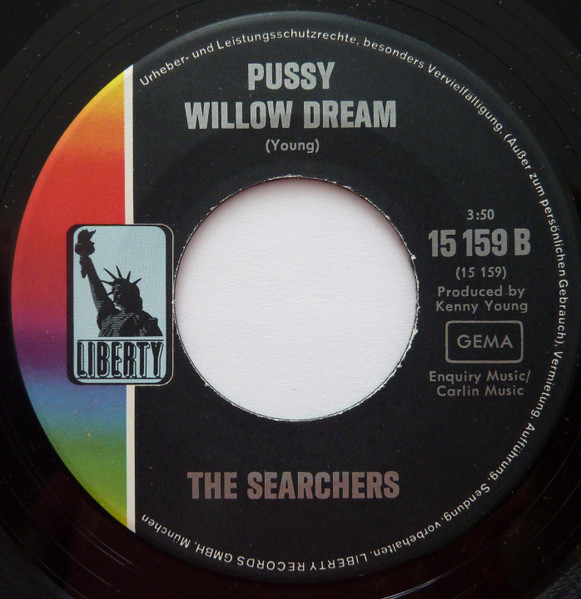 Urheber- und Leistungsschutzrechte, besonders Vervielfältigung, (Außer zum persönlichen Gebrauch), Vermietung, Aufführung, Sendung, vorbehalten. LIBERTY RECORDS GMBH, München
PUSSY
WILLOW DREAM
(Young)
3:50
15 159 B
(15 159)
Produced by
Kenny Young
GEMA
Enquiry Music/
Carlin Music
LIBERTY
THE SEARCHERS